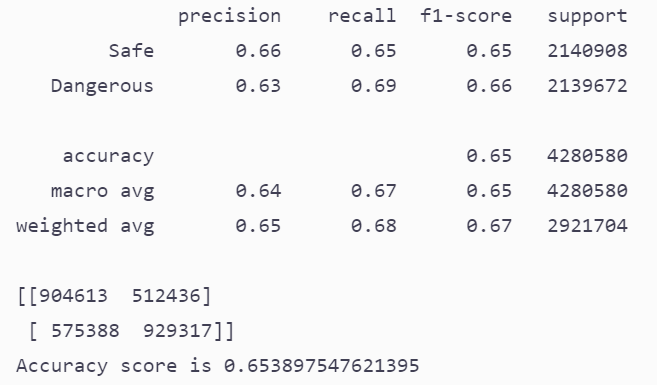 precision recall f1-score support
Safe 0.66 0.65 0.65 2140908
Dangerous 0.63 0.69 0.66 2139672
accuracy 0.65 4280580
macro avg 0.64 0.67 0.65 4280580
weighted avg 0.65 0.68 0.67 2921704
[[904613 512436]
[ 575388 929317]]
Accuracy score is 0.653897547621395